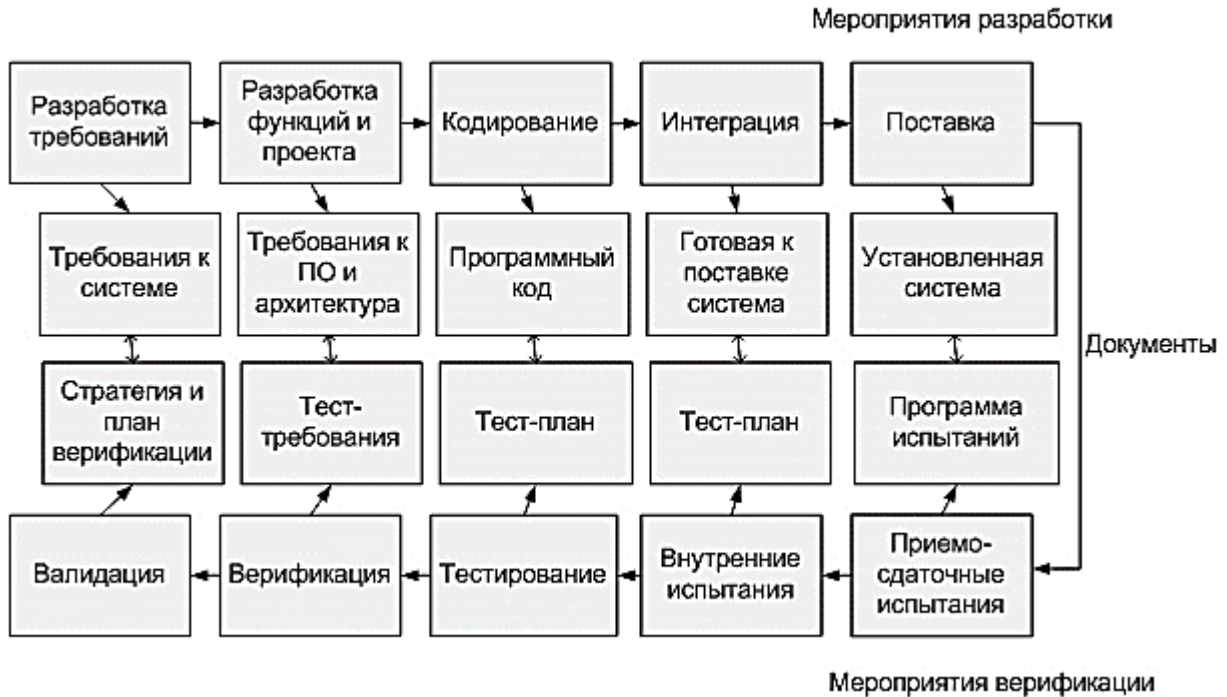 Мероприятия разработки
Разработка
требований
Разработка
функций и
проекта
Кодирование
Интеграция
Поставка
Требования к
системе
Требования к
ПО и
архитектура
Программный
код
Готовая к
поставке
система
Установленная
система
Документы
Стратегия и
план
верификации
Тест-
требования
Тест-план
Тест-план
Программа
испытаний
Валидация
Верификация
Тестирование
Внутренние
испытания
Приемо-
сдаточные
испытания
Мероприятия верификации